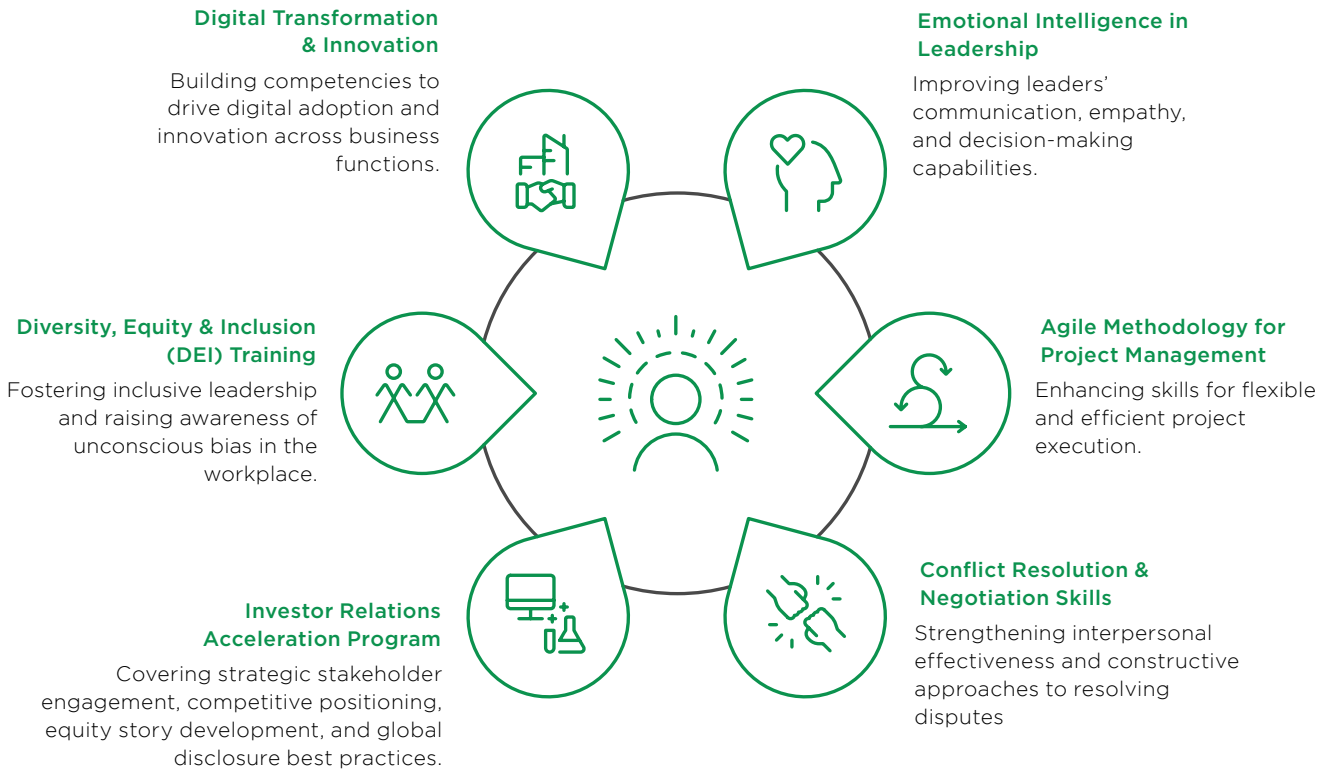 Digital Transformation
& Innovation
Building competencies to
drive digital adoption and
innovation across business
functions.
Emotional Intelligence in
Leadership
Improving leaders’
communication, empathy,
and decision-making
capabilities.
Diversity, Equity & Inclusion
(DEI) Training
Fostering inclusive leadership
and raising awareness of
unconscious bias in the
workplace.
Agile Methodology for
Project Management
Enhancing skills for flexible
and efficient project
execution.
Investor Relations
Acceleration Program
Covering strategic stakeholder
engagement, competitive positioning,
equity story development, and global
disclosure best practices.
Conflict Resolution &
Negotiation Skills
Strengthening interpersonal
effectiveness and constructive
approaches to resolving
disputes